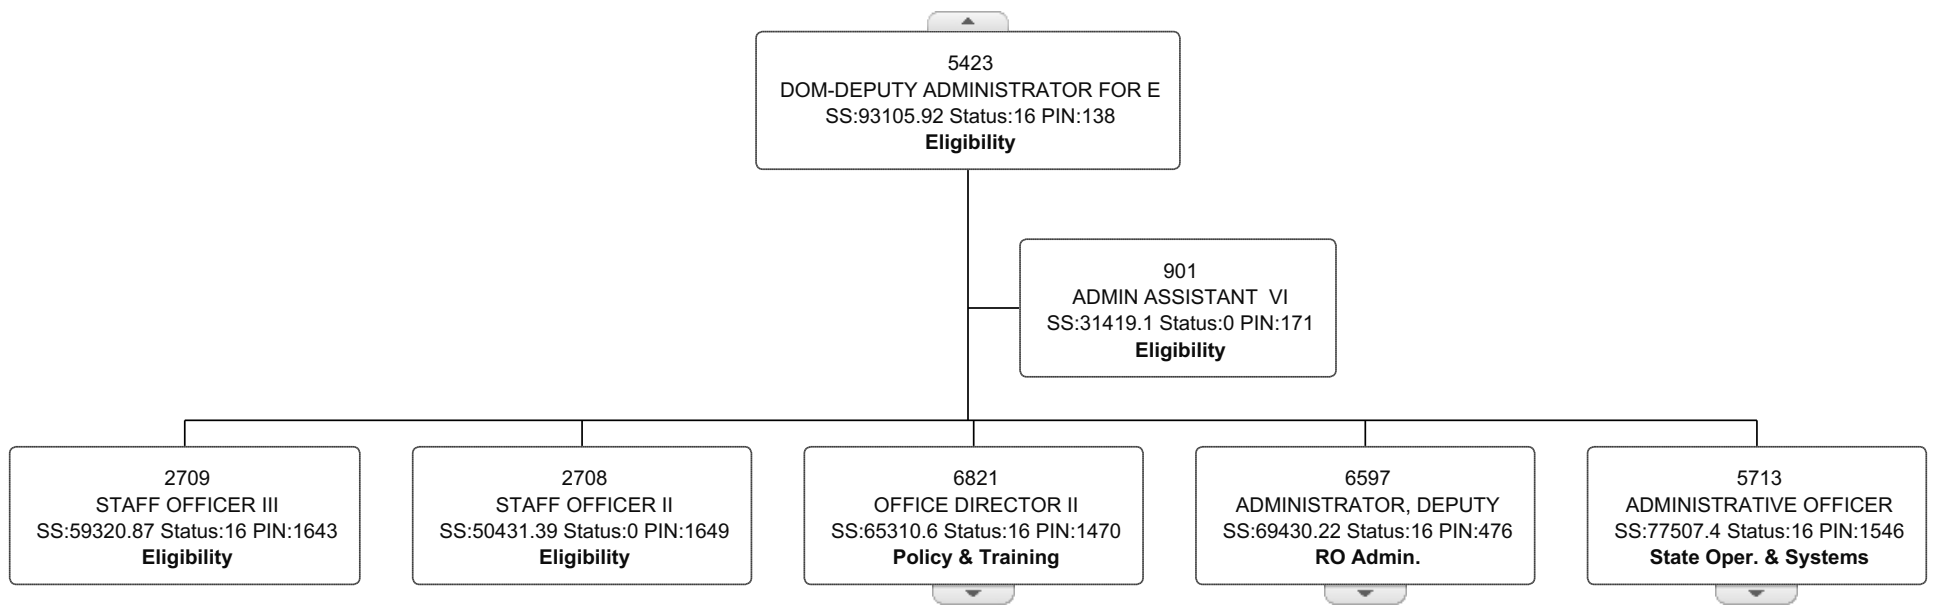 5423
DOM-DEPUTY ADMINISTRATOR FOR E
SS:93105.92 Status:16 PIN:138
Eligibility
901
ADMIN ASSISTANT  VI
SS:31419.1 Status:0 PIN:171
Eligibility
2709
STAFF OFFICER III
SS:59320.87 Status:16 PIN:1643
Eligibility
2708
STAFF OFFICER II
SS:50431.39 Status:0 PIN:1649
Eligibility
6821
OFFICE DIRECTOR II
SS:65310.6 Status:16 PIN:1470
Policy & Training
6597
ADMINISTRATOR, DEPUTY
SS:69430.22 Status:16 PIN:476
RO Admin.
5713
ADMINISTRATIVE OFFICER
SS:77507.4 Status:16 PIN:1546
State Oper. & Systems